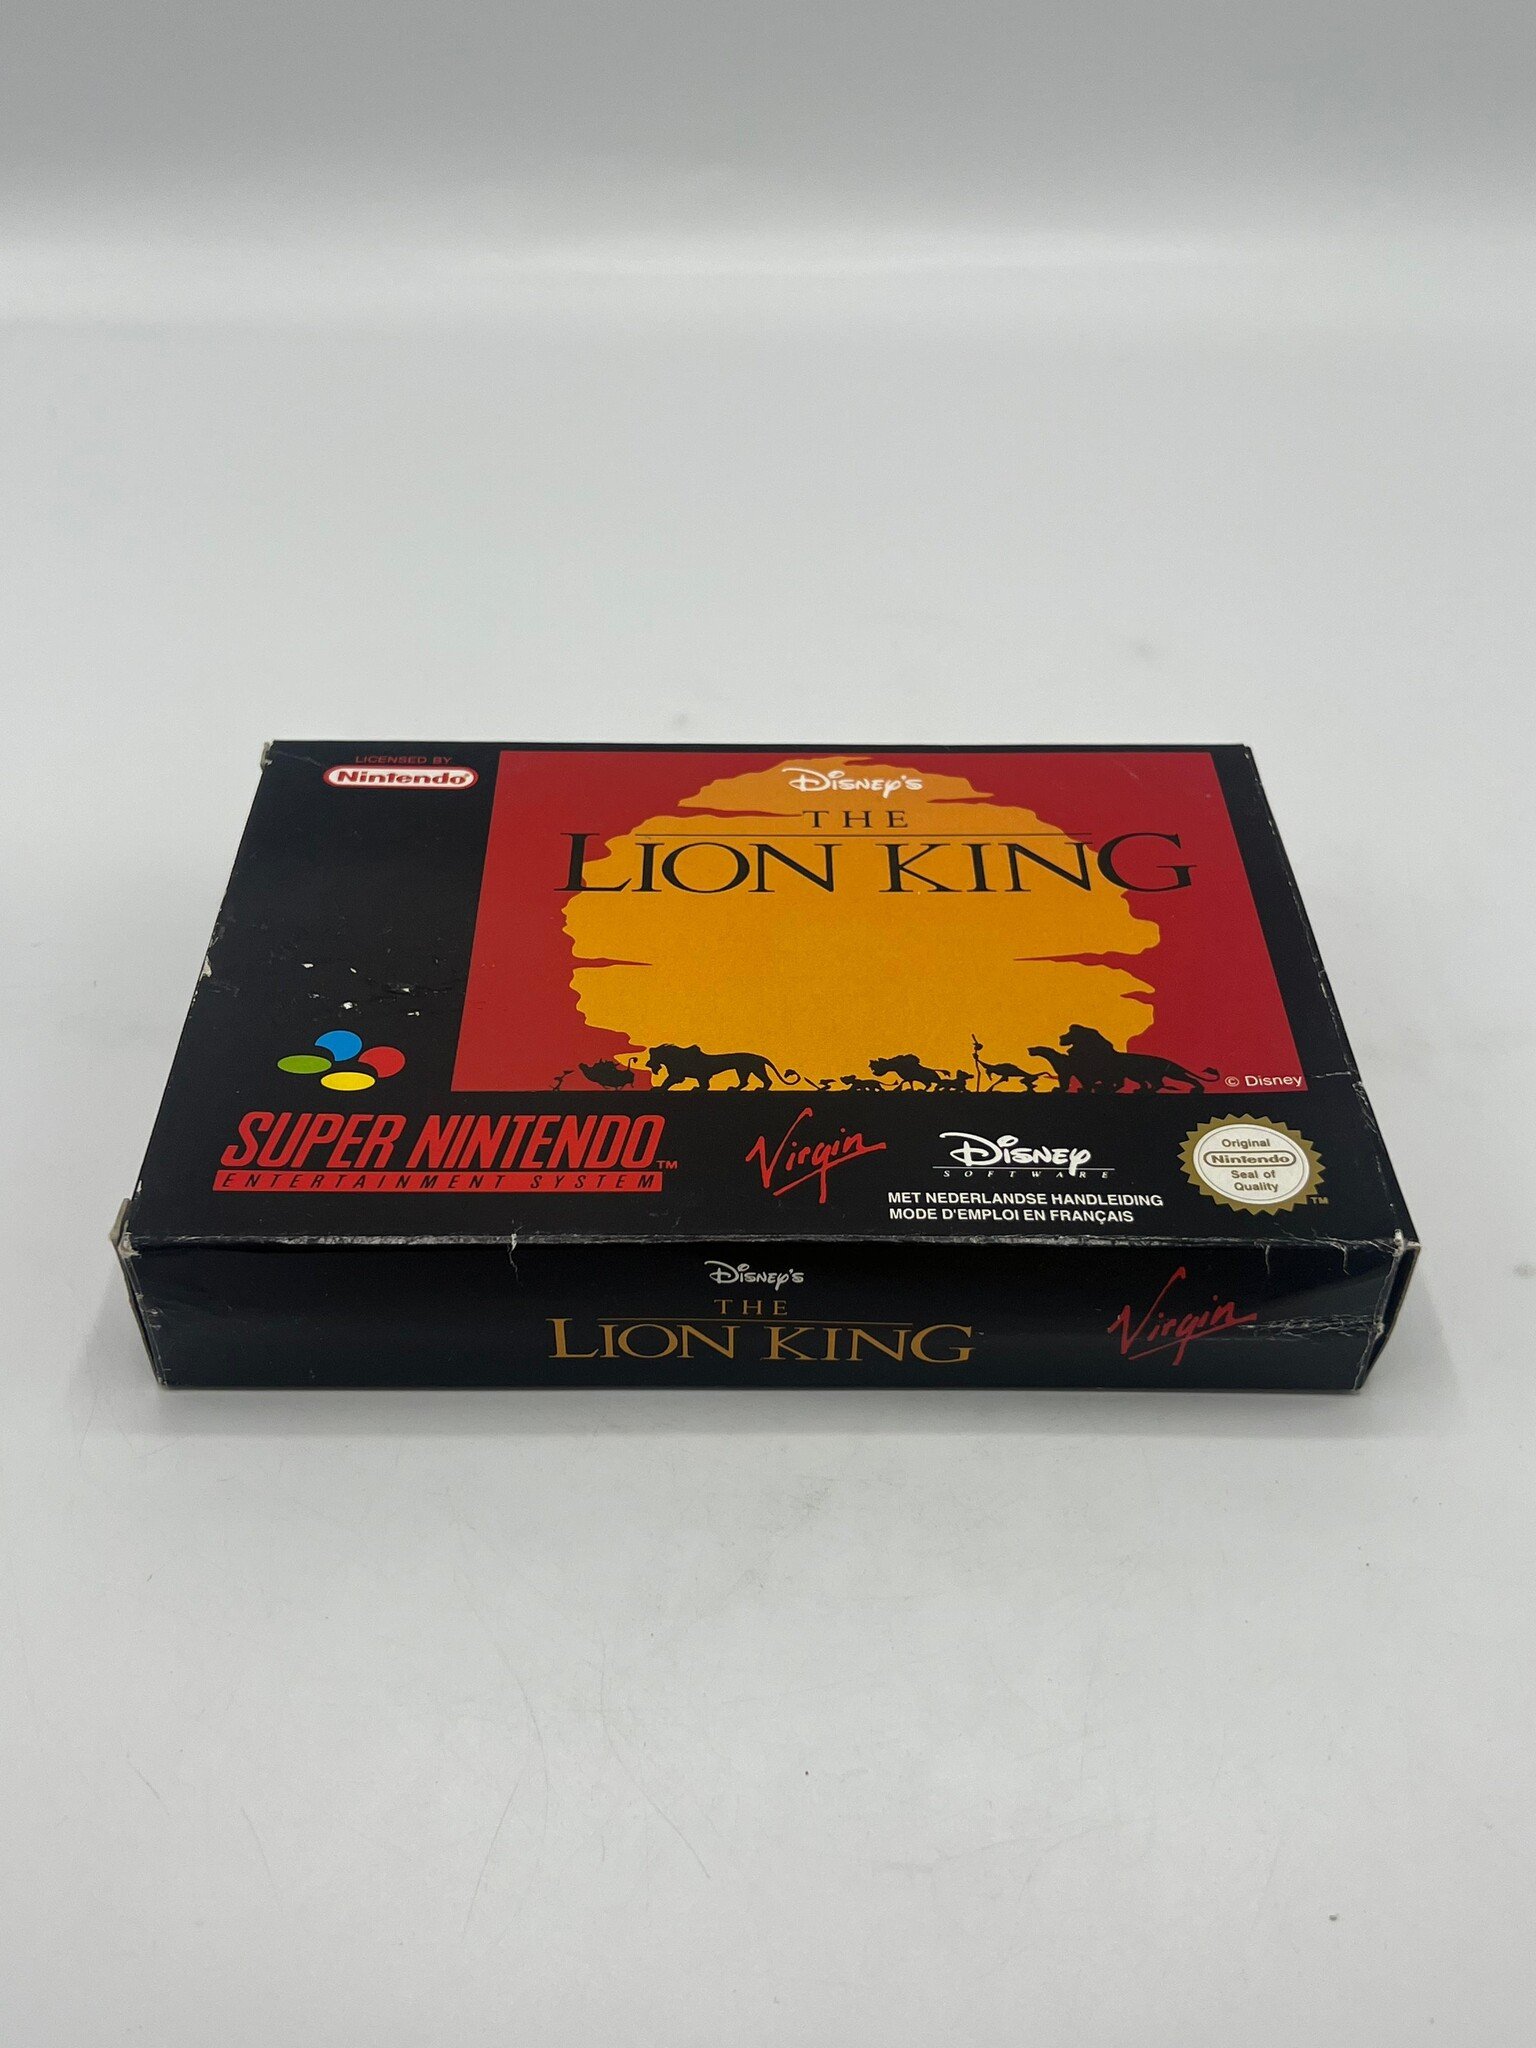 LICENSED BY
Nintendo®
DISNEY'S
THE
LION KING
© Disney
SUPER NINTENDO™
ENTERTAINMENT SYSTEM
Virgin
DISNEY
SOFTWARE
MET NEDERLANDSE HANDLEIDING
MODE D'EMPLOI EN FRANÇAIS
Original
Nintendo
Seal of
Quality
TM
DISNEY'S
THE
LION KING
Virgin